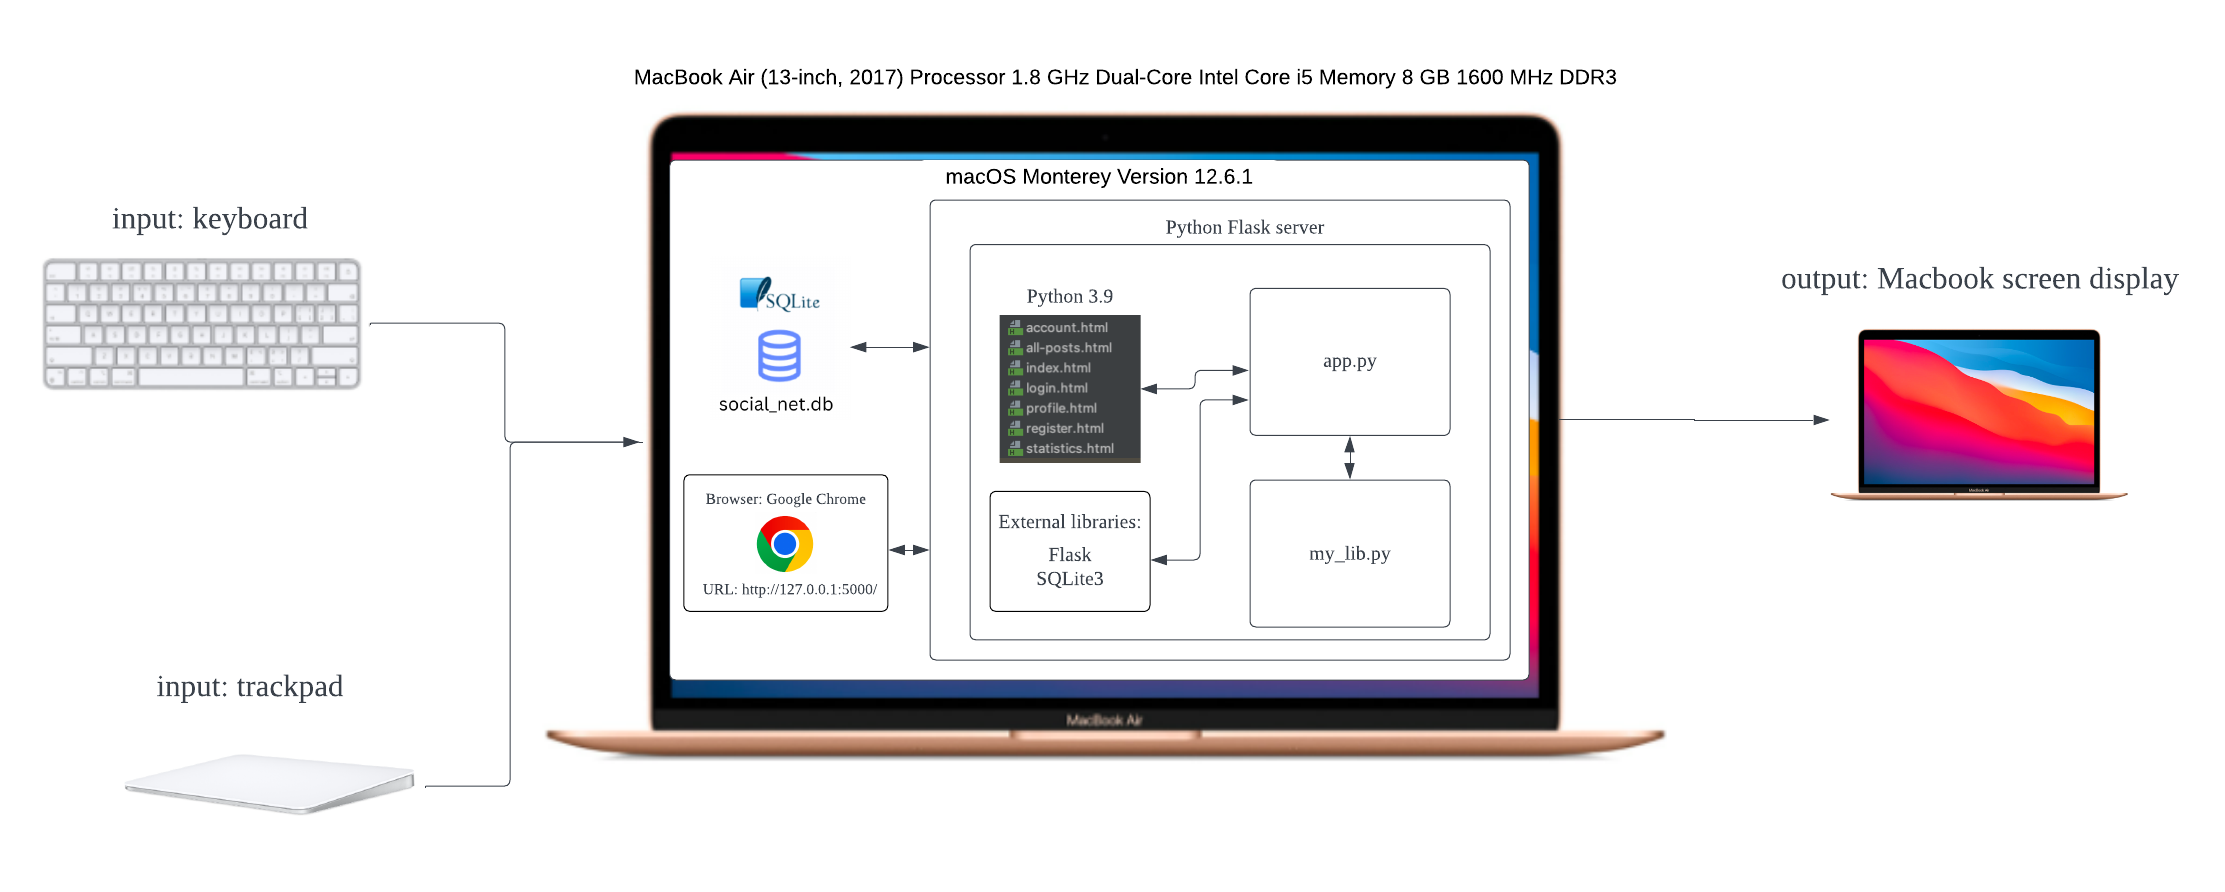 MacBook Air (13-inch, 2017) Processor 1.8 GHz Dual-Core Intel Core i5 Memory 8 GB 1600 MHz DDR3
macOS Monterey Version 12.6.1
input: keyboard
input: trackpad
SQLite
social_net.db
Browser: Google Chrome
URL: http://127.0.0.1:5000/
Python Flask server
Python 3.9
account.html
all-posts.html
index.html
login.html
profile.html
register.html
statistics.html
External libraries:
Flask
SQLite3
app.py
my_lib.py
MacBook Air
output: Macbook screen display
MacBook Air